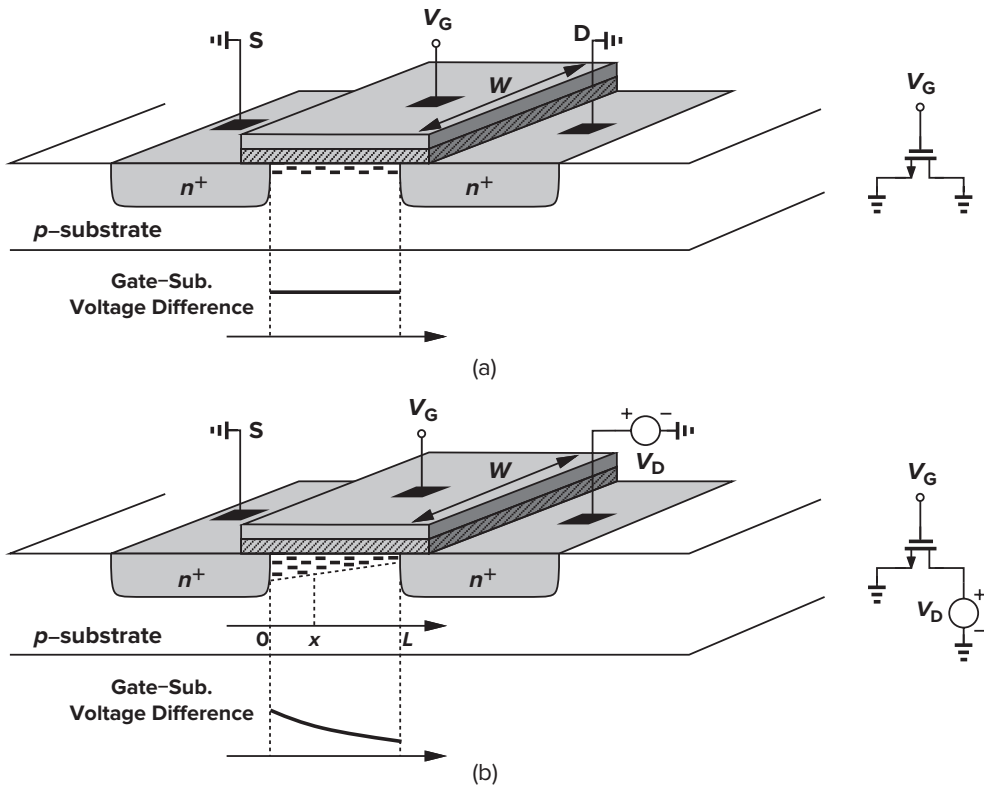 V_G
S
D
W
V_G
n+
n+
p–substrate
Gate–Sub.
Voltage Difference
(a)
V_G
S
+
−
V_D
W
V_G
n+
n+
V_D
+
−
p–substrate
0
x
L
Gate–Sub.
Voltage Difference
(b)